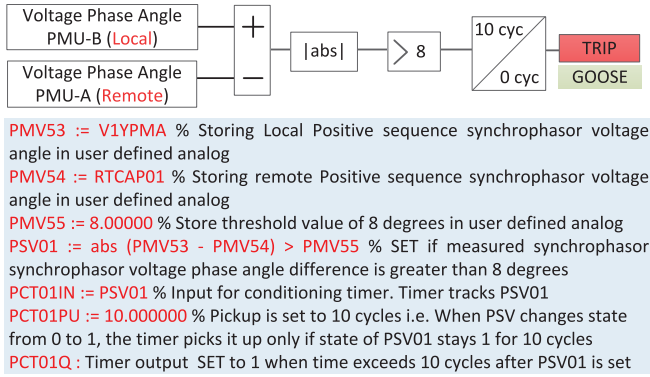 Voltage Phase Angle
PMU-B (Local)
Voltage Phase Angle
PMU-A (Remote)
+
−
|abs|
> 8
10 cyc
0 cyc
TRIP
GOOSE
PMV53 := V1YPMA % Storing Local Positive sequence synchrophasor voltage
angle in user defined analog
PMV54 := RTCAP01 % Storing remote Positive sequence synchrophasor voltage
angle in user defined analog
PMV55 := 8.00000 % Store threshold value of 8 degrees in user defined analog
PSV01 := abs (PMV53 - PMV54) > PMV55 % SET if measured synchrophasor
synchrophasor voltage phase angle difference is greater than 8 degrees
PCT01IN := PSV01 % Input for conditioning timer. Timer tracks PSV01
PCT01PU := 10.000000 % Pickup is set to 10 cycles i.e. When PSV changes state
from 0 to 1, the timer picks it up only if state of PSV01 stays 1 for 10 cycles
PCT01Q : Timer output SET to 1 when time exceeds 10 cycles after PSV01 is set